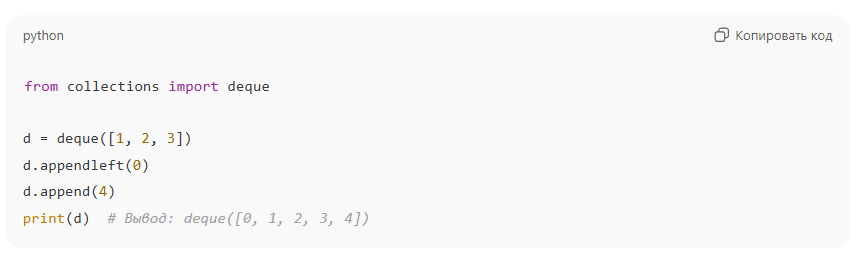 python
Копировать код
from collections import deque
d = deque([1, 2, 3])
d.appendleft(0)
d.append(4)
print(d)  # Вывод: deque([0, 1, 2, 3, 4])